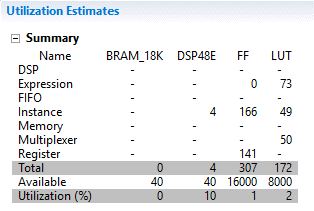 Utilization Estimates
Summary
Name BRAM_18K DSP48E FF LUT
DSP - - - -
Expression - - 0 73
FIFO - - - -
Instance - 4 166 49
Memory - - - -
Multiplexer - - - 50
Register - - 141 -
Total 0 4 307 172
Available 40 40 16000 8000
Utilization (%) 0 10 1 2